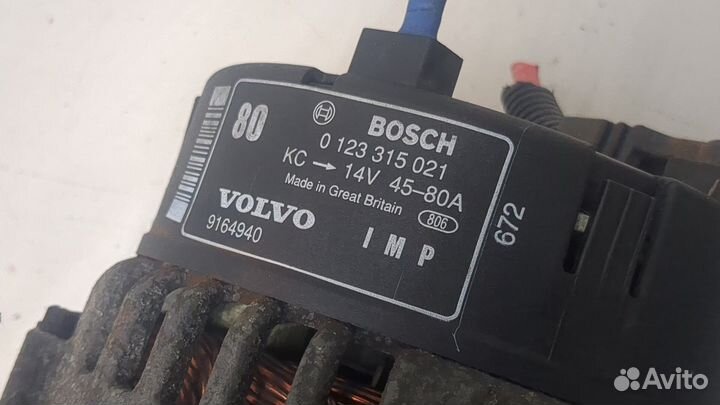 80
BOSCH
0 123 315 021
KC → 14V 45-80A
Made in Great Britain
806
VOLVO
9164940
IMP
672
Avito